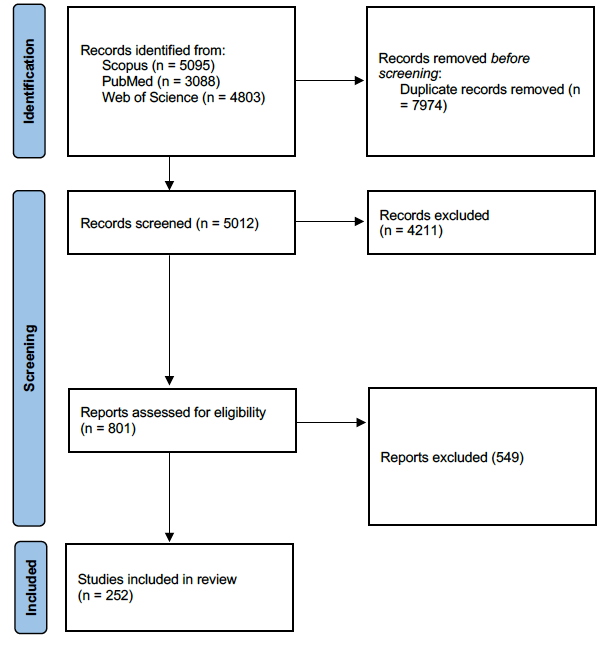 Identification
Records identified from:
Scopus (n = 5095)
PubMed (n = 3088)
Web of Science (n = 4803)
Records removed before
screening:
Duplicate records removed (n
= 7974)
Screening
Records screened (n = 5012)
Records excluded
(n = 4211)
Reports assessed for eligibility
(n = 801)
Reports excluded (549)
Included
Studies included in review
(n = 252)